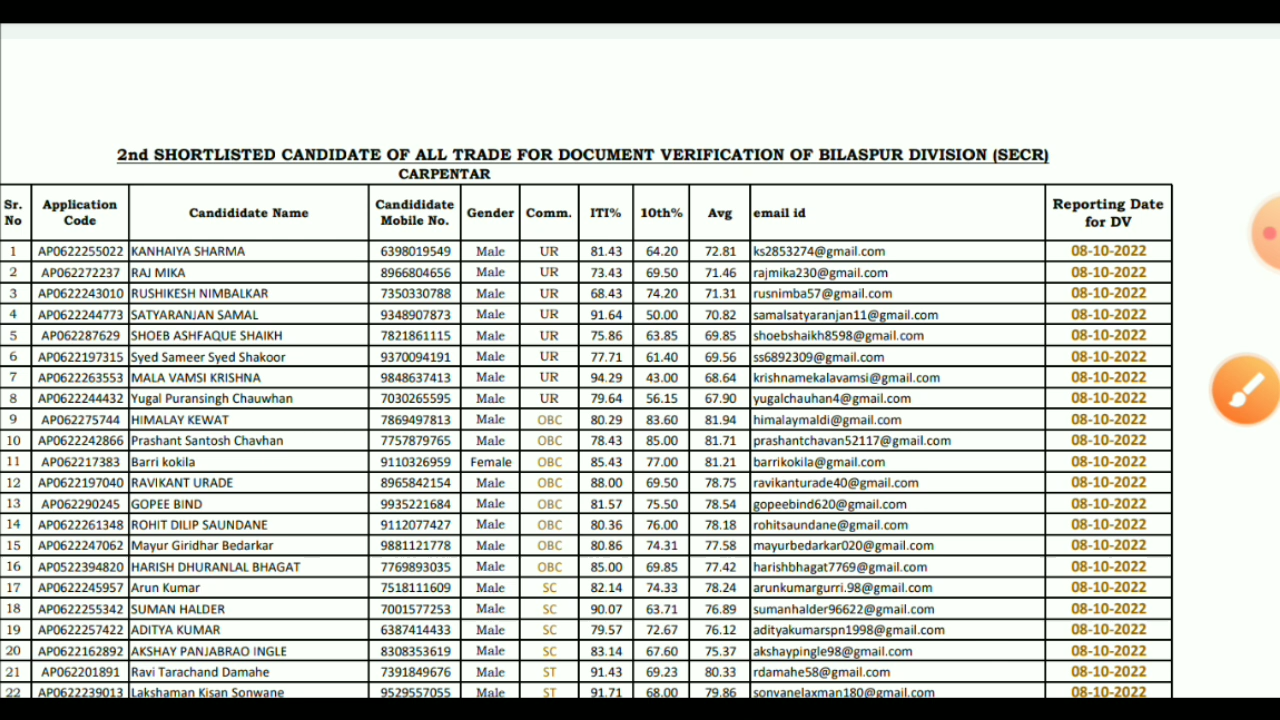 2nd SHORTLISTED CANDIDATE OF ALL TRADE FOR DOCUMENT VERIFICATION OF BILASPUR DIVISION (SECR)
CARPENTAR
Sr. No Application Code Candididate Name Candididate Mobile No. Gender Comm. ITI% 10th% Avg email id Reporting Date for DV
1 AP0622255022 KANHAIYA SHARMA 6398019549 Male UR 81.43 64.20 72.81 ks2853274@gmail.com 08-10-2022
2 AP062272237 RAJ MIKA 8966804656 Male UR 73.43 69.50 71.46 rajmika230@gmail.com 08-10-2022
3 AP0622243010 RUSHIKESH NIMBALKAR 7350330788 Male UR 68.43 74.20 71.31 rusnimba57@gmail.com 08-10-2022
4 AP0622244773 SATYARANJAN SAMAL 9348907873 Male UR 91.64 50.00 70.82 samalsatyaranjan11@gmail.com 08-10-2022
5 AP062287629 SHOEB ASHFAQUE SHAIKH 7821861115 Male UR 75.86 63.85 69.85 shoebshaikh8598@gmail.com 08-10-2022
6 AP0622197315 Syed Sameer Syed Shakoor 9370094191 Male UR 77.71 61.40 69.56 ss6892309@gmail.com 08-10-2022
7 AP0622263553 MALA VAMSI KRISHNA 9848637413 Male UR 94.29 43.00 68.64 krishnamekalavamsi@gmail.com 08-10-2022
8 AP0622244432 Yugal Puransingh Chauwhan 7030265595 Male UR 79.64 56.15 67.90 yugalchauhan4@gmail.com 08-10-2022
9 AP062275744 HIMALAY KEWAT 7869497813 Male OBC 80.29 83.60 81.94 himalaymaldi@gmail.com 08-10-2022
10 AP0622242866 Prashant Santosh Chavhan 7757879765 Male OBC 78.43 85.00 81.71 prashantchavan52117@gmail.com 08-10-2022
11 AP062217383 Barri kokila 9110326959 Female OBC 85.43 77.00 81.21 barrikokila@gmail.com 08-10-2022
12 AP0622197040 RAVIKANT URADE 8965842154 Male OBC 88.00 69.50 78.75 ravikanturade40@gmail.com 08-10-2022
13 AP062290245 GOPEE BIND 9935221684 Male OBC 81.57 75.50 78.54 gopeebind620@gmail.com 08-10-2022
14 AP0622261348 ROHIT DILIP SAUNDANE 9112077427 Male OBC 80.36 76.00 78.18 rohitsaundane@gmail.com 08-10-2022
15 AP0622247062 Mayur Giridhar Bedarkar 9881121778 Male OBC 80.86 74.31 77.58 mayurbedarkar020@gmail.com 08-10-2022
16 AP0522394820 HARISH DHURANLAL BHAGAT 7769893035 Male OBC 85.00 69.85 77.42 harishbhagat7769@gmail.com 08-10-2022
17 AP0622245957 Arun Kumar 7518111609 Male SC 82.14 74.33 78.24 arunkumargurri.98@gmail.com 08-10-2022
18 AP0622255342 SUMAN HALDER 7001577253 Male SC 90.07 63.71 76.89 sumanhalder96622@gmail.com 08-10-2022
19 AP0622257422 ADITYA KUMAR 6387414433 Male SC 79.57 72.67 76.12 adityakumarspn1998@gmail.com 08-10-2022
20 AP0622162892 AKSHAY PANJABRAO INGLE 8308353619 Male SC 83.14 67.60 75.37 akshaypingle98@gmail.com 08-10-2022
21 AP062201891 Ravi Tarachand Damahe 7391849676 Male ST 91.43 69.23 80.33 rdamahe58@gmail.com 08-10-2022
22 AP0622239013 Lakshaman Kisan Sonwane 9529557055 Male ST 91.71 68.00 79.86 sonvanelaxman180@gmail.com 08-10-2022